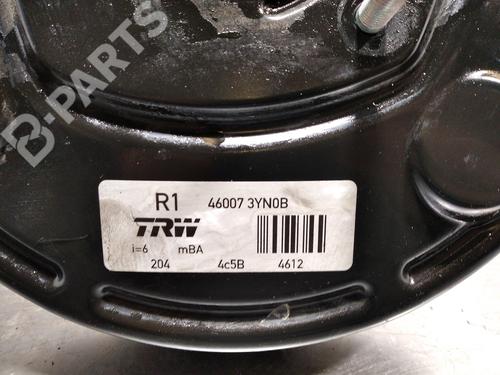 B-PARTS
R1 46007 3YN0B
TRW
i=6 mBA
204 4c5B 4612